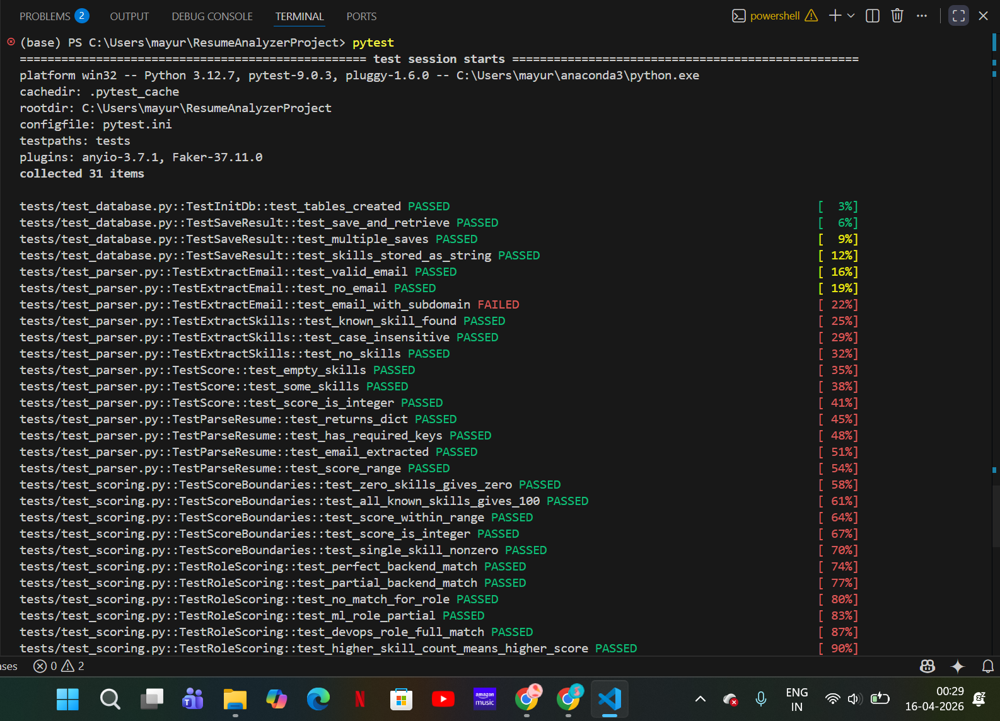 PROBLEMS 2 OUTPUT DEBUG CONSOLE TERMINAL PORTS powershell
(base) PS C:\Users\mayur\ResumeAnalyzerProject> pytest
================================================== test session starts ==================================================
platform win32 -- Python 3.12.7, pytest-9.0.3, pluggy-1.6.0 -- C:\Users\mayur\anaconda3\python.exe
cachedir: .pytest_cache
rootdir: C:\Users\mayur\ResumeAnalyzerProject
configfile: pytest.ini
testpaths: tests
plugins: anyio-3.7.1, Faker-37.11.0
collected 31 items
tests/test_database.py::TestInitDb::test_tables_created PASSED [  3%]
tests/test_database.py::TestSaveResult::test_save_and_retrieve PASSED [  6%]
tests/test_database.py::TestSaveResult::test_multiple_saves PASSED [  9%]
tests/test_database.py::TestSaveResult::test_skills_stored_as_string PASSED [ 12%]
tests/test_parser.py::TestExtractEmail::test_valid_email PASSED [ 16%]
tests/test_parser.py::TestExtractEmail::test_no_email PASSED [ 19%]
tests/test_parser.py::TestExtractEmail::test_email_with_subdomain FAILED [ 22%]
tests/test_parser.py::TestExtractSkills::test_known_skill_found PASSED [ 25%]
tests/test_parser.py::TestExtractSkills::test_case_insensitive PASSED [ 29%]
tests/test_parser.py::TestExtractSkills::test_no_skills PASSED [ 32%]
tests/test_parser.py::TestScore::test_empty_skills PASSED [ 35%]
tests/test_parser.py::TestScore::test_some_skills PASSED [ 38%]
tests/test_parser.py::TestScore::test_score_is_integer PASSED [ 41%]
tests/test_parser.py::TestParseResume::test_returns_dict PASSED [ 45%]
tests/test_parser.py::TestParseResume::test_has_required_keys PASSED [ 48%]
tests/test_parser.py::TestParseResume::test_email_extracted PASSED [ 51%]
tests/test_parser.py::TestParseResume::test_score_range PASSED [ 54%]
tests/test_scoring.py::TestScoreBoundaries::test_zero_skills_gives_zero PASSED [ 58%]
tests/test_scoring.py::TestScoreBoundaries::test_all_known_skills_gives_100 PASSED [ 61%]
tests/test_scoring.py::TestScoreBoundaries::test_score_within_range PASSED [ 64%]
tests/test_scoring.py::TestScoreBoundaries::test_score_is_integer PASSED [ 67%]
tests/test_scoring.py::TestScoreBoundaries::test_single_skill_nonzero PASSED [ 70%]
tests/test_scoring.py::TestRoleScoring::test_perfect_backend_match PASSED [ 74%]
tests/test_scoring.py::TestRoleScoring::test_partial_backend_match PASSED [ 77%]
tests/test_scoring.py::TestRoleScoring::test_no_match_for_role PASSED [ 80%]
tests/test_scoring.py::TestRoleScoring::test_ml_role_partial PASSED [ 83%]
tests/test_scoring.py::TestRoleScoring::test_devops_role_full_match PASSED [ 87%]
tests/test_scoring.py::TestRoleScoring::test_higher_skill_count_means_higher_score PASSED [ 90%]
ases 0 2
amazon music
ENG
IN
00:29
16-04-2026